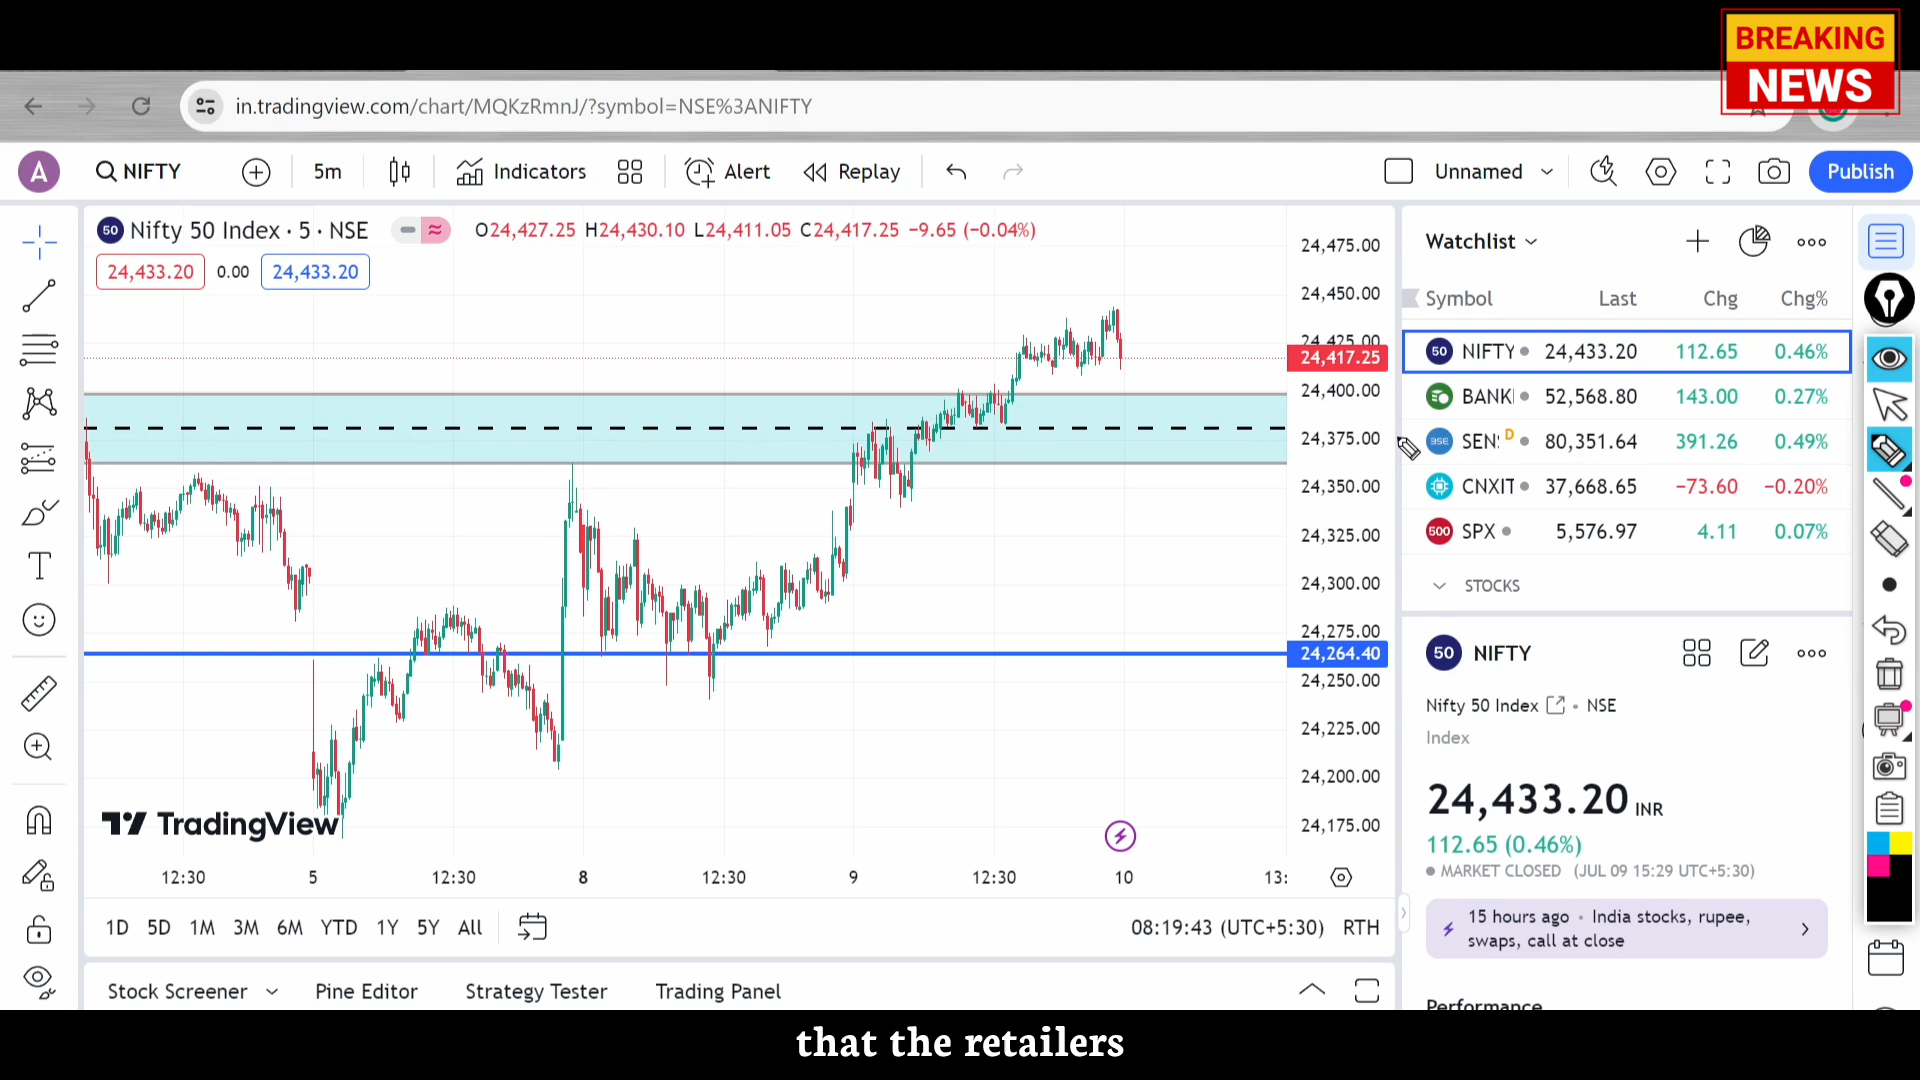 BREAKING
NEWS
in.tradingview.com/chart/MQKzRmnJ/?symbol=NSE%3ANIFTY
A
NIFTY
5m
Indicators
Alert
Replay
Unnamed
Publish
50 Nifty 50 Index · 5 · NSE
O24,427.25 H24,430.10 L24,411.05 C24,417.25 −9.65 (−0.04%)
24,433.20 0.00 24,433.20
24,475.00
24,450.00
24,425.00
24,417.25
24,400.00
24,375.00
24,350.00
24,325.00
24,300.00
24,275.00
24,264.40
24,250.00
24,225.00
24,200.00
24,175.00
TradingView
12:30 5 12:30 8 12:30 9 12:30 10 13:
1D 5D 1M 3M 6M YTD 1Y 5Y All
08:19:43 (UTC+5:30) RTH
Stock Screener Pine Editor Strategy Tester Trading Panel
Watchlist
Symbol Last Chg Chg%
50 NIFTY 24,433.20 112.65 0.46%
BANK 52,568.80 143.00 0.27%
BSE SEN D 80,351.64 391.26 0.49%
CNXIT 37,668.65 −73.60 −0.20%
500 SPX 5,576.97 4.11 0.07%
STOCKS
50 NIFTY
Nifty 50 Index • NSE
Index
24,433.20 INR
112.65 (0.46%)
MARKET CLOSED (JUL 09 15:29 UTC+5:30)
15 hours ago • India stocks, rupee,
swaps, call at close
Performance
that the retailers